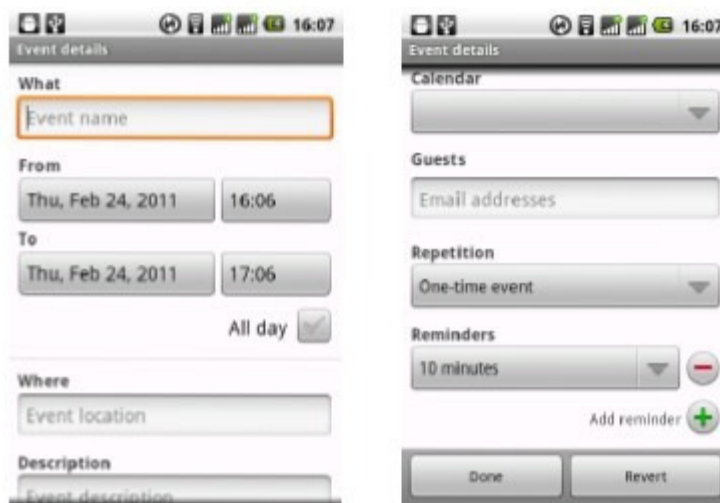 16:07
Event details
What
Event name
From
Thu, Feb 24, 2011 16:06
To
Thu, Feb 24, 2011 17:06
All day
Where
Event location
Description
Event description
16:07
Event details
Calendar
Guests
Email addresses
Repetition
One-time event
Reminders
10 minutes
Add reminder
Done Revert